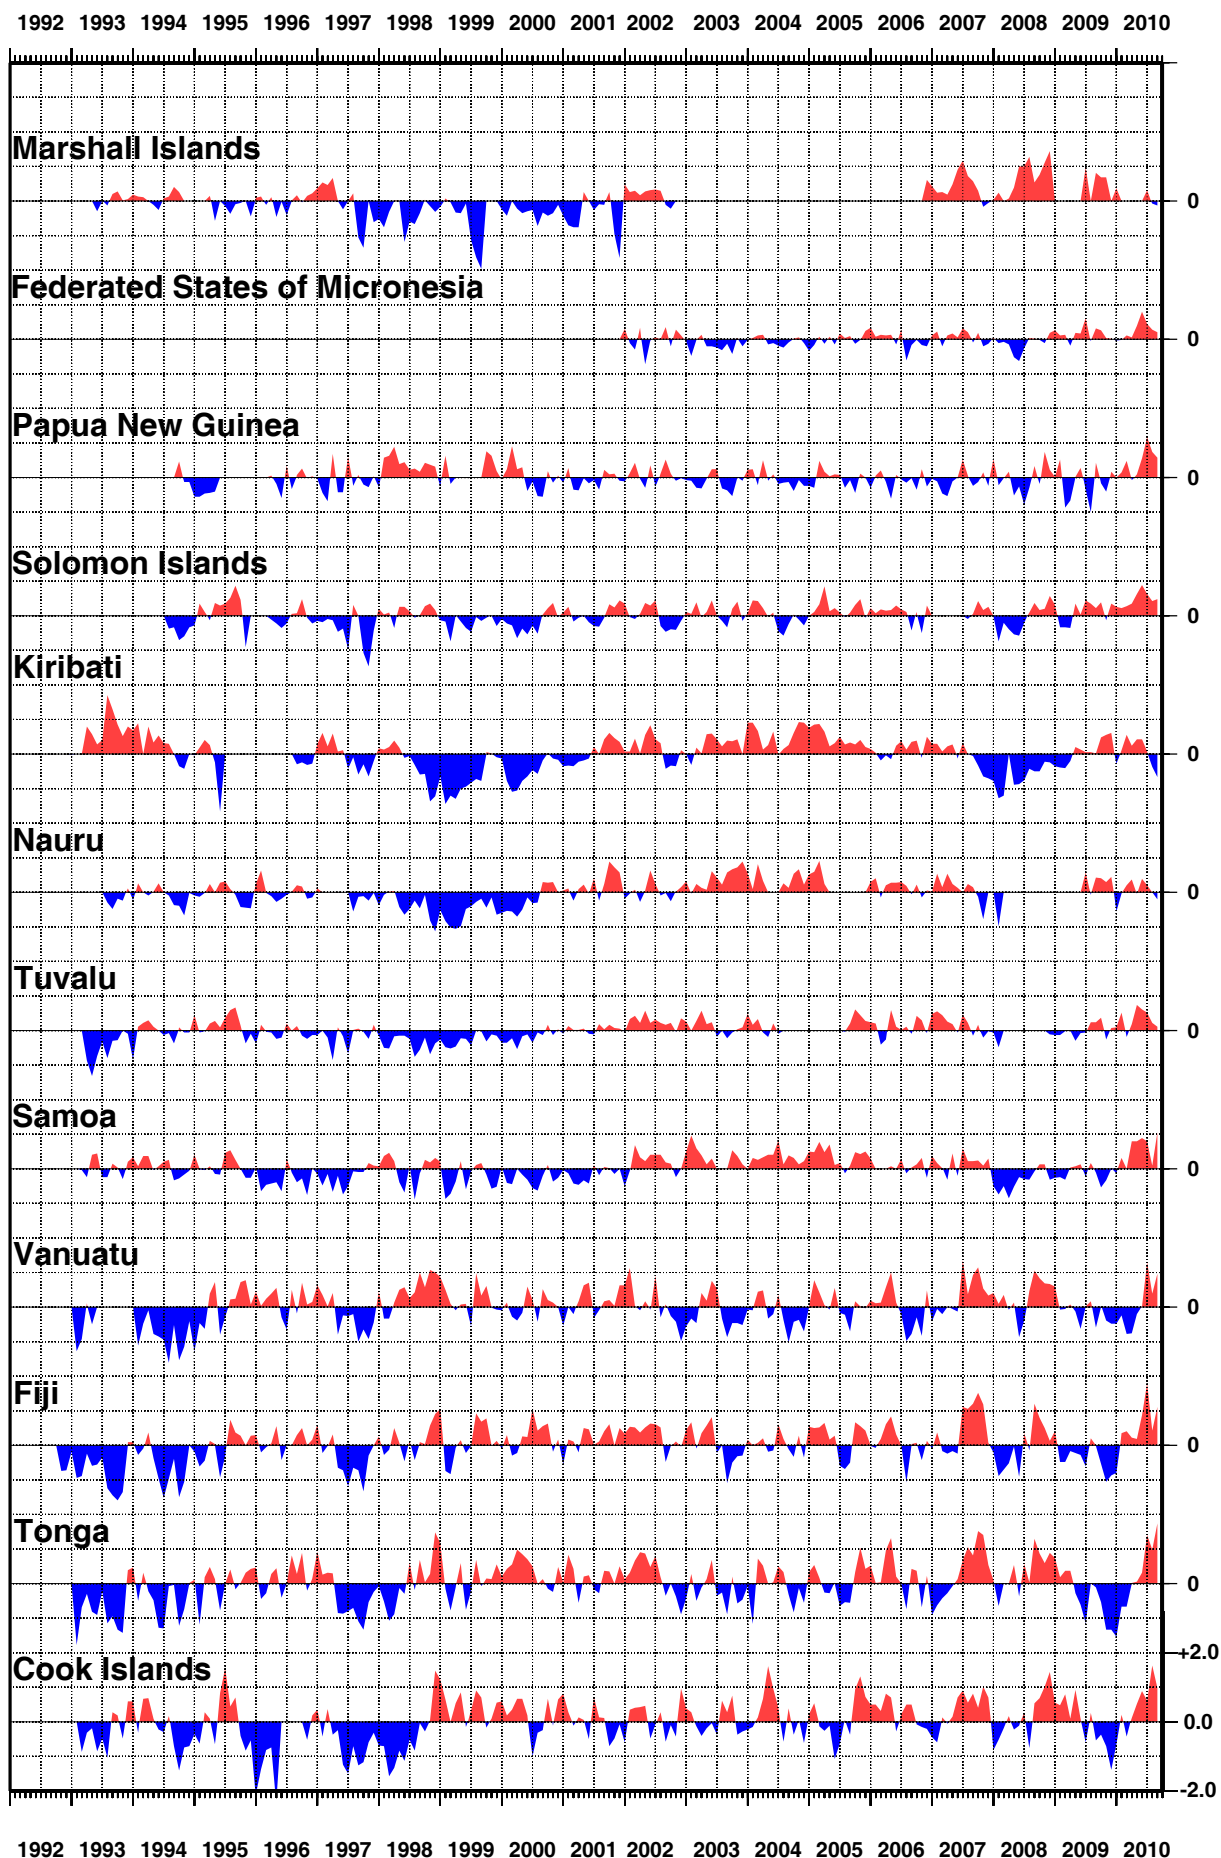 1992 1993 1994 1995 1996 1997 1998 1999 2000 2001 2002 2003 2004 2005 2006 2007 2008 2009 2010
Marshall Islands
0
Federated States of Micronesia
0
Papua New Guinea
0
Solomon Islands
0
Kiribati
0
Nauru
0
Tuvalu
0
Samoa
0
Vanuatu
0
Fiji
0
Tonga
0
+2.0
Cook Islands
0.0
-2.0
1992 1993 1994 1995 1996 1997 1998 1999 2000 2001 2002 2003 2004 2005 2006 2007 2008 2009 2010